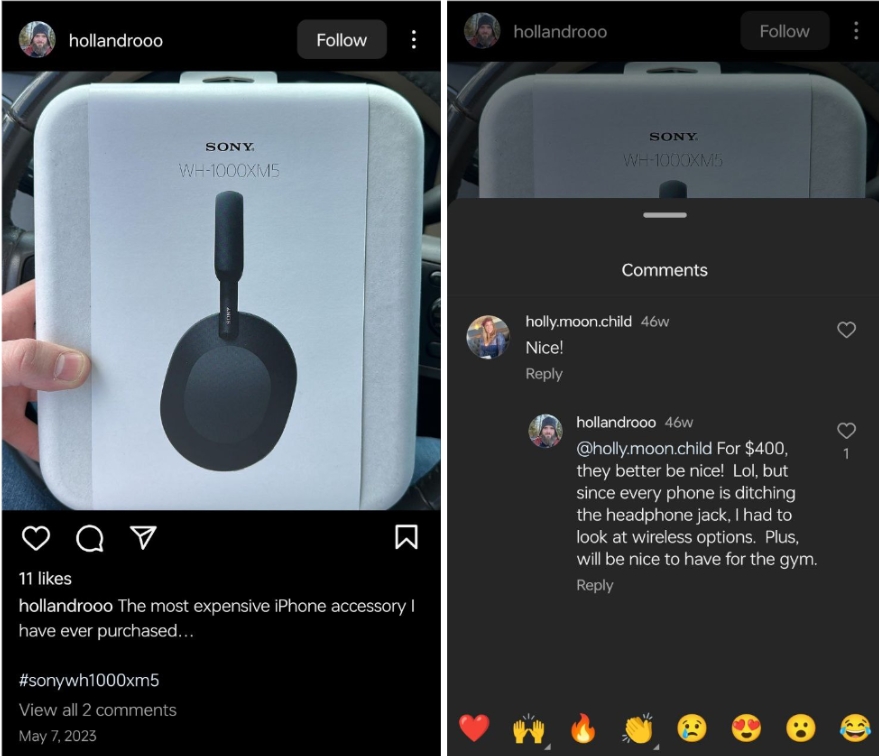 hollandrooo
Follow
SONY
WH-1000XM5
SONY
11 likes
hollandrooo The most expensive iPhone accessory I
have ever purchased...
#sonywh1000xm5
View all 2 comments
May 7, 2023
hollandrooo
Follow
SONY
WH-1000XM5
Comments
holly.moon.child 46w
Nice!
Reply
hollandrooo 46w
@holly.moon.child For $400,
they better be nice!  Lol, but
since every phone is ditching
the headphone jack, I had to
look at wireless options.  Plus,
will be nice to have for the gym.
1
Reply